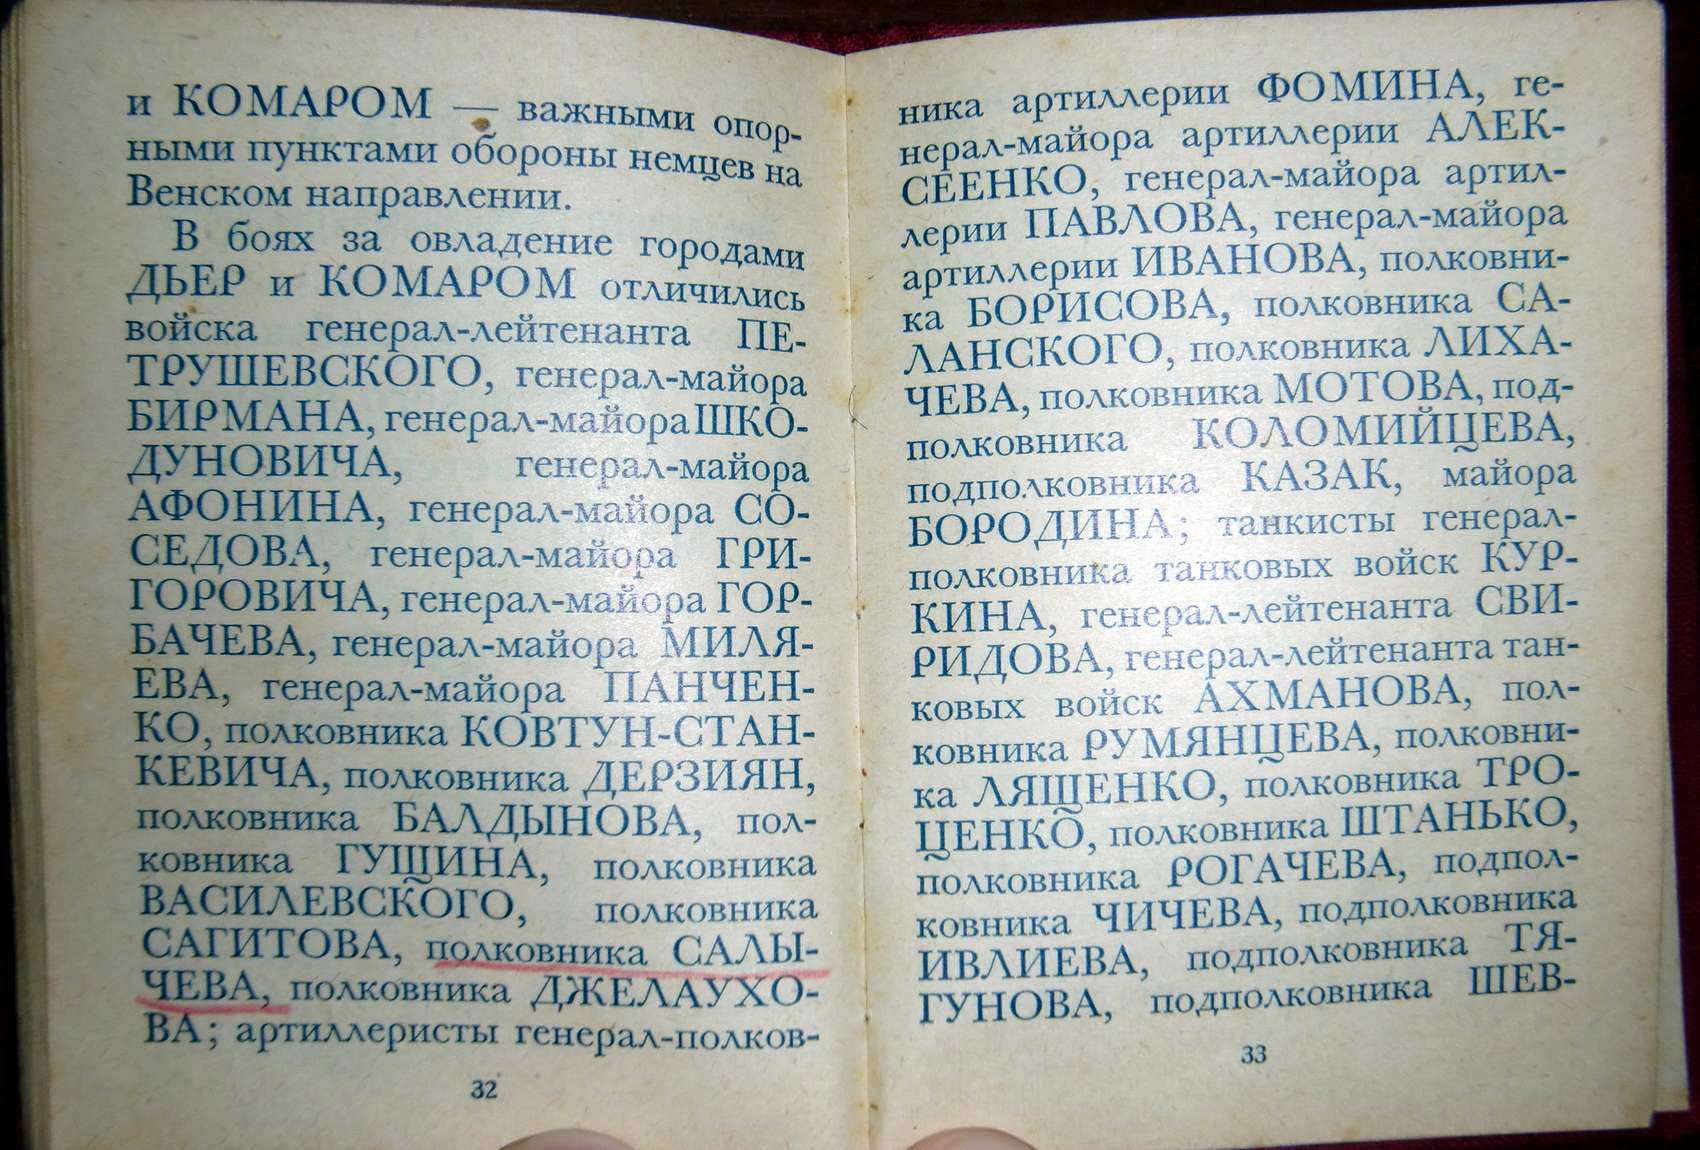 и КОМАРОМ — важными опор-
ными пунктами обороны немцев на
Венском направлении.
В боях за овладение городами
ДЬЕР и КОМАРОМ отличились
войска генерал-лейтенанта ПЕ-
ТРУШЕВСКОГО, генерал-майора
БИРМАНА, генерал-майора ШКО-
ДУНОВИЧА, генерал-майора
АФОНИНА, генерал-майора СО-
СЕДОВА, генерал-майора ГРИ-
ГОРОВИЧА, генерал-майора ГОР-
БАЧЕВА, генерал-майора МИЛЯ-
ЕВА, генерал-майора ПАНЧЕН-
КО, полковника КОВТУН-СТАН-
КЕВИЧА, полковника ДЕРЗИЯН,
полковника БАЛДЫНОВА, пол-
ковника ГУЩИНА, полковника
ВАСИЛЕВСКОГО, полковника
САГИТОВА, полковника САЛЫ-
ЧЕВА, полковника ДЖЕЛАУХО-
ВА; артиллеристы генерал-полков-
32
ника артиллерии ФОМИНА, ге-
нерал-майора артиллерии АЛЕК-
СЕЕНКО, генерал-майора артил-
лерии ПАВЛОВА, генерал-майора
артиллерии ИВАНОВА, полковни-
ка БОРИСОВА, полковника СА-
ЛАНСКОГО, полковника ЛИХА-
ЧЕВА, полковника МОТОВА, под-
полковника КОЛОМИЙЦЕВА,
подполковника КАЗАК, майора
БОРОДИНА; танкисты генерал-
полковника танковых войск КУР-
КИНА, генерал-лейтенанта СВИ-
РИДОВА, генерал-лейтенанта тан-
ковых войск АХМАНОВА, пол-
ковника РУМЯНЦЕВА, полковни-
ка ЛЯЩЕНКО, полковника ТРО-
ЦЕНКО, полковника ШТАНЬКО,
полковника РОГАЧЕВА, подпол-
ковника ЧИЧЕВА, подполковника
ИВЛИЕВА, подполковника ТЯ-
ГУНОВА, подполковника ШЕВ-
33